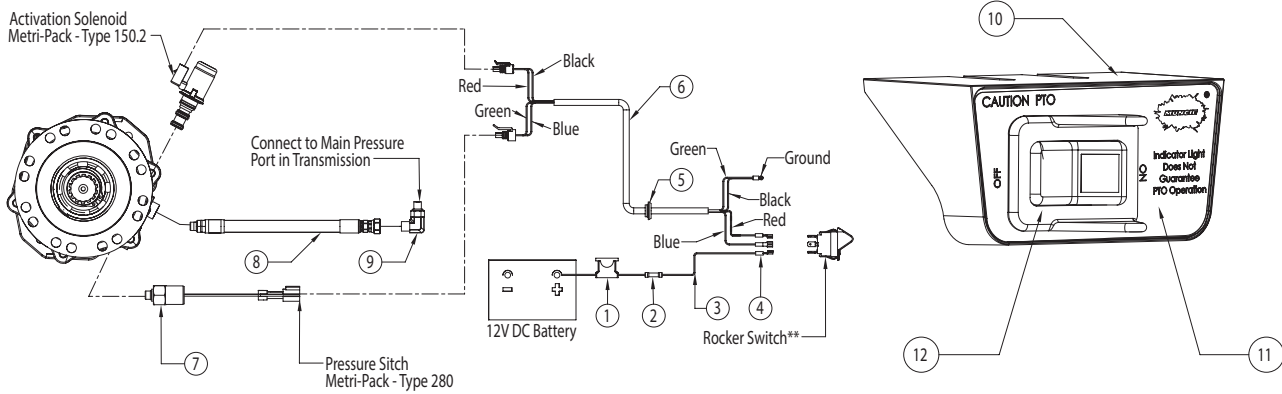 Activation Solenoid
Metri-Pack - Type 150.2
Black
Red
Green
Blue
6
Connect to Main Pressure
Port in Transmission
Green
Ground
5
Black
Red
Blue
8
9
12V DC Battery
1
2
3
4
Rocker Switch**
7
Pressure Sitch
Metri-Pack - Type 280
10
CAUTION PTO
MUNCIE
OFF
ON
Indicator Light
Does Not
Guarantee
PTO Operation
12
11